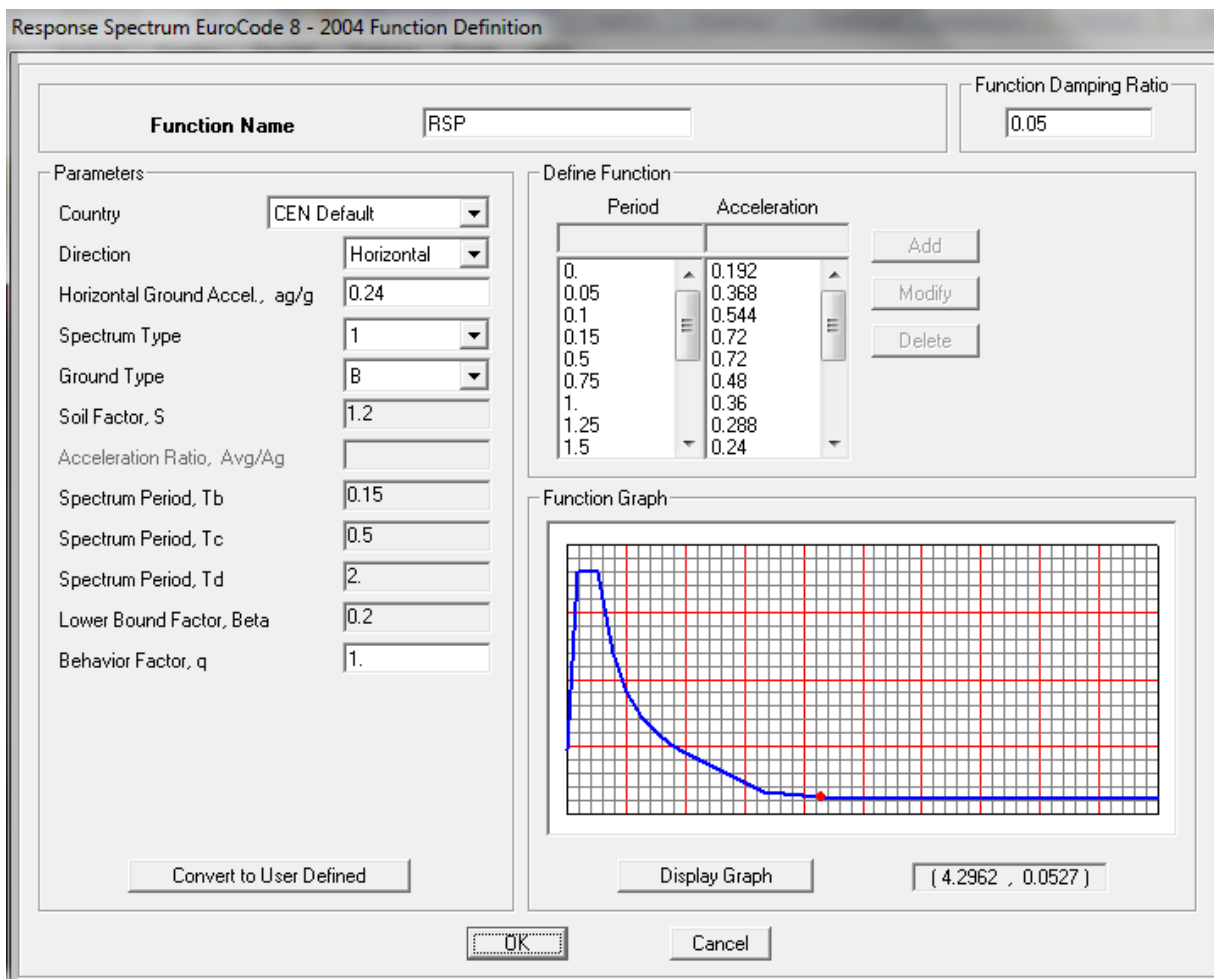 Response Spectrum EuroCode 8 - 2004 Function Definition
Function Name
RSP
Function Damping Ratio
0.05
Parameters
Country
CEN Default
Direction
Horizontal
Horizontal Ground Accel., ag/g
0.24
Spectrum Type
1
Ground Type
B
Soil Factor, S
1.2
Acceleration Ratio, Avg/Ag
Spectrum Period, Tb
0.15
Spectrum Period, Tc
0.5
Spectrum Period, Td
2.
Lower Bound Factor, Beta
0.2
Behavior Factor, q
1.
Convert to User Defined
Define Function
Period Acceleration
0. 0.192
0.05 0.368
0.1 0.544
0.15 0.72
0.5 0.72
0.75 0.48
1. 0.36
1.25 0.288
1.5 0.24
Add
Modify
Delete
Function Graph
Display Graph
( 4.2962 , 0.0527 )
OK
Cancel